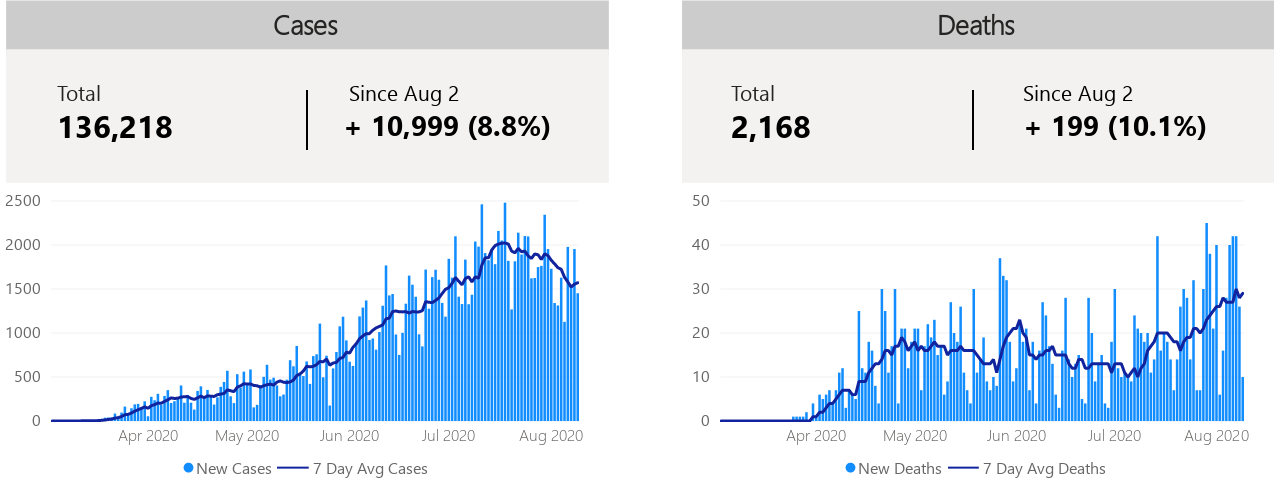 Cases
Total
136,218
Since Aug 2
+ 10,999 (8.8%)
2500
2000
1500
1000
500
0
Apr 2020 May 2020 Jun 2020 Jul 2020 Aug 2020
New Cases 7 Day Avg Cases
Deaths
Total
2,168
Since Aug 2
+ 199 (10.1%)
50
40
30
20
10
0
Apr 2020 May 2020 Jun 2020 Jul 2020 Aug 2020
New Deaths 7 Day Avg Deaths